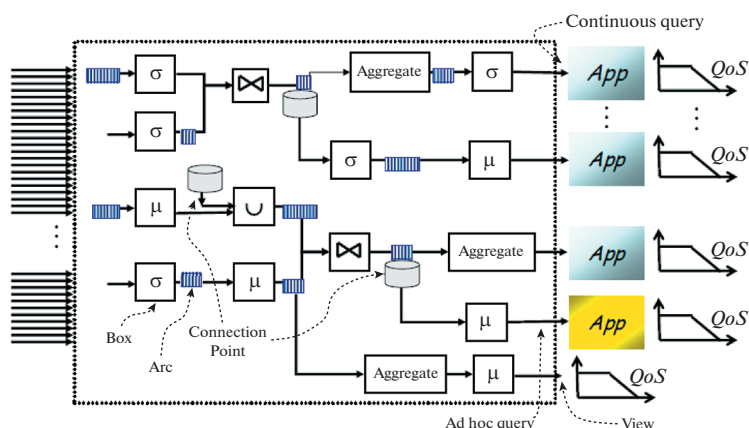 Continuous query
σ
Aggregate
σ
App
QoS
σ
σ
μ
App
QoS
μ
∪
Aggregate
App
QoS
σ
μ
Box
Arc
Connection
Point
μ
App
QoS
Aggregate
μ
QoS
Ad hoc query
View